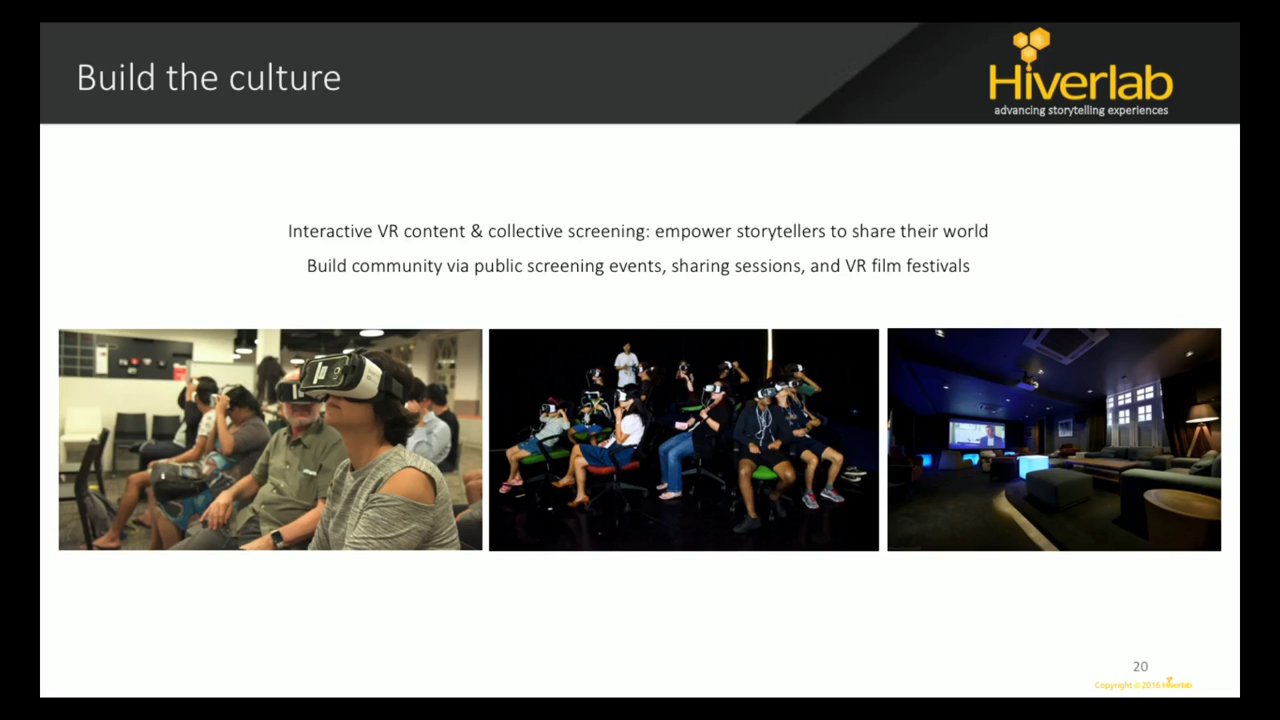 Build the culture
Hiverlab
advancing storytelling experiences
Interactive VR content & collective screening: empower storytellers to share their world
Build community via public screening events, sharing sessions, and VR film festivals
20
Copyright © 2016 Hiverlab